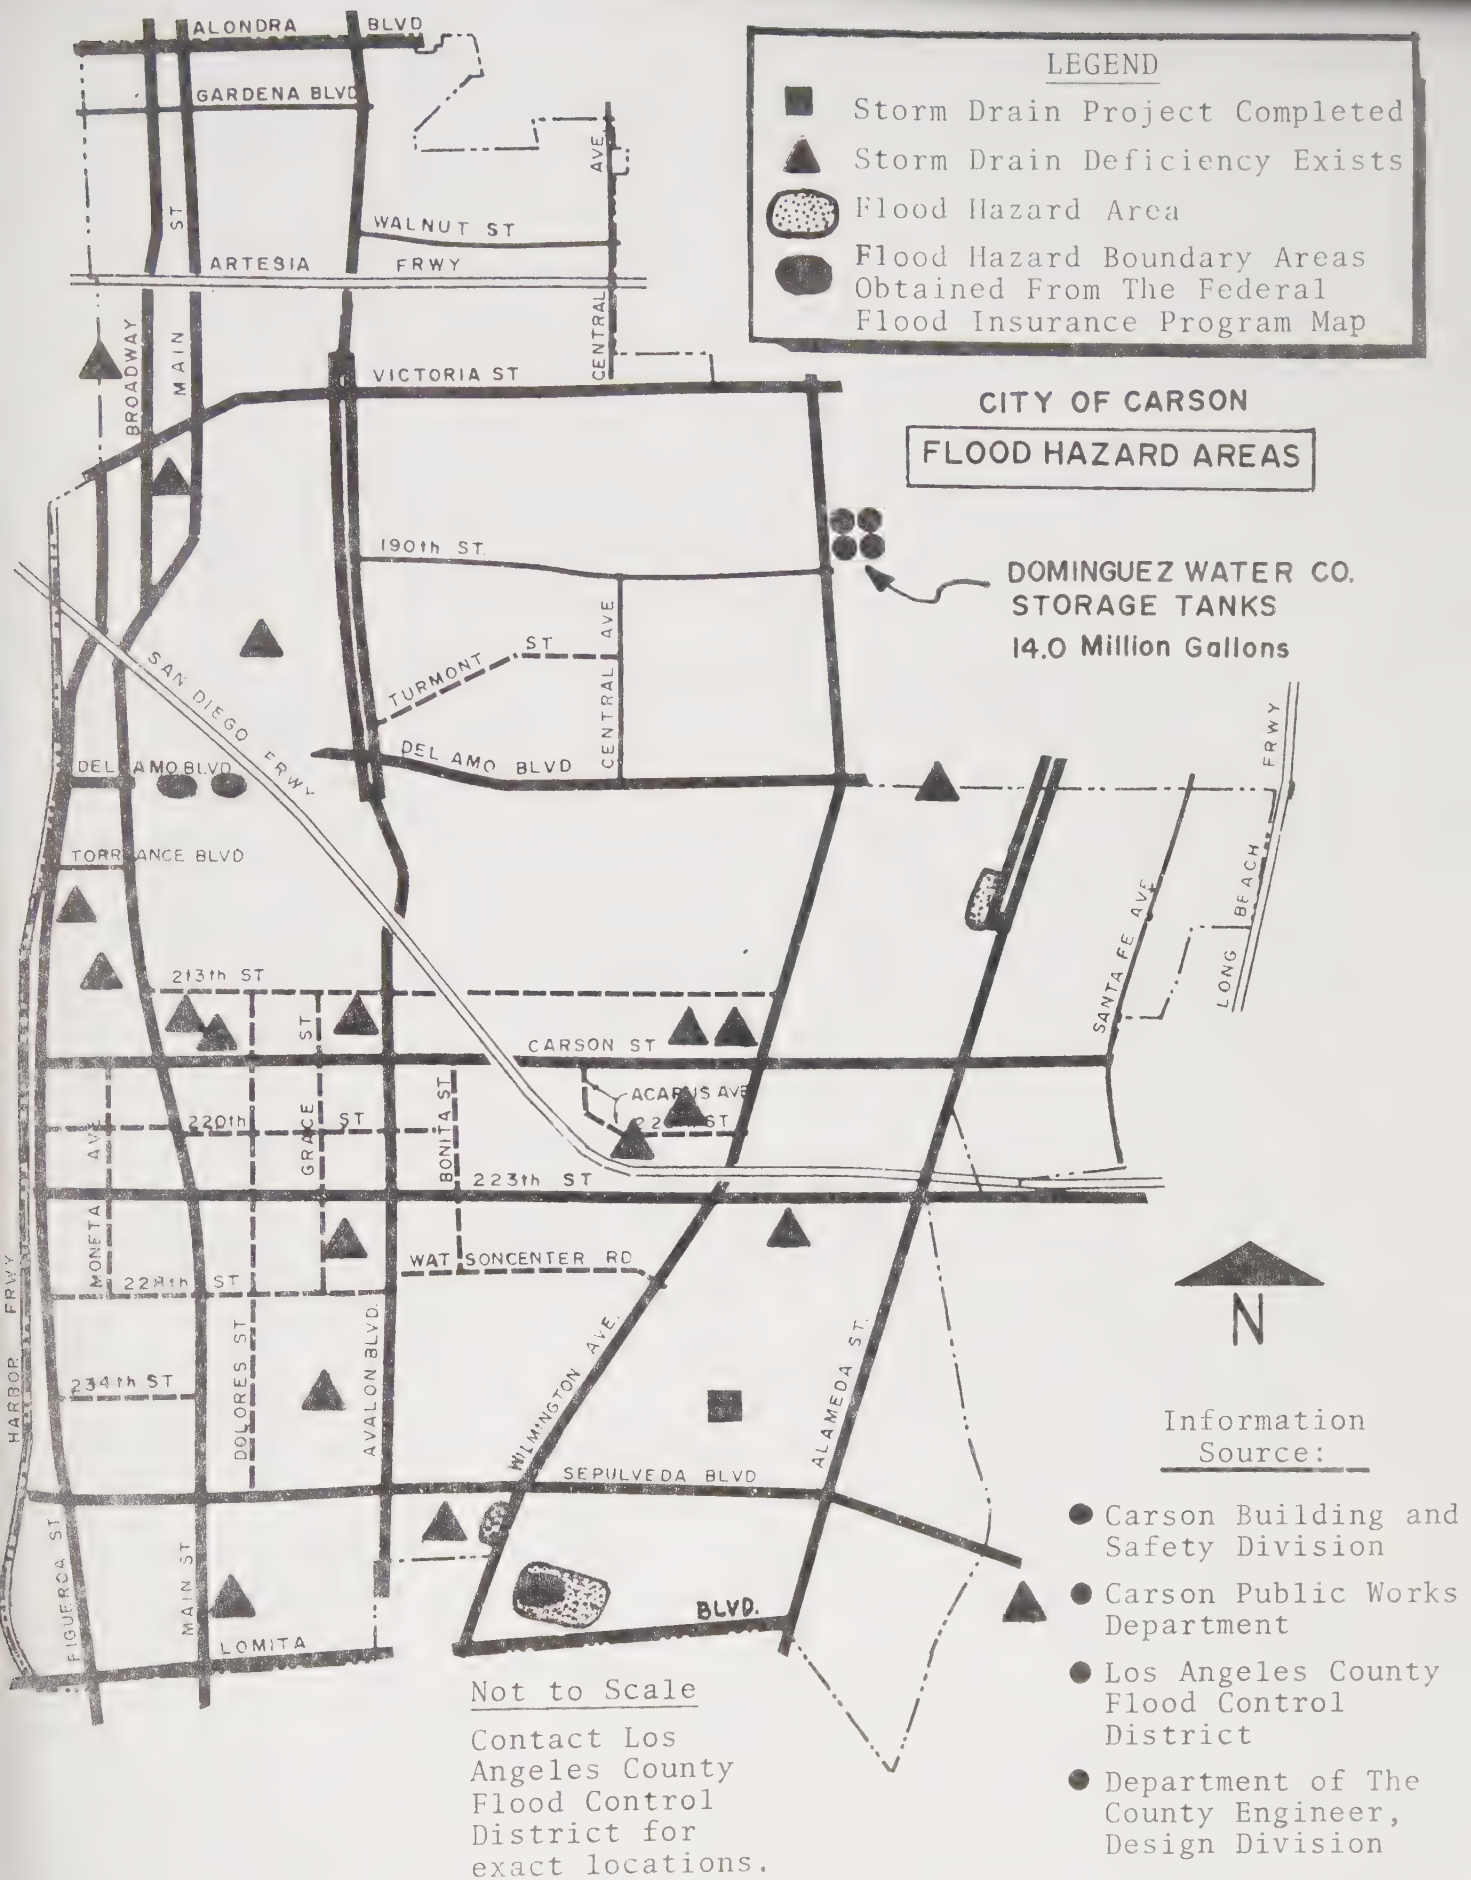 ALONDRA BLVD
GARDENA BLVD
AVE.
ST
WALNUT ST
ARTESIA FRWY
CENTRAL
BROADWAY
MAIN
VICTORIA ST
LEGEND
Storm Drain Project Completed
Storm Drain Deficiency Exists
Flood Hazard Area
Flood Hazard Boundary Areas
Obtained From The Federal
Flood Insurance Program Map
CITY OF CARSON
FLOOD HAZARD AREAS
190th ST.
DOMINGUEZ WATER CO.
STORAGE TANKS
14.0 Million Gallons
CENTRAL AVE
TURMONT ST
SAN DIEGO FRWY
DEL AMO BLVD
DEL AMO BLVD
TORRANCE BLVD
LONG BEACH FRWY
SANTA FE AVE
213th ST
CARSON ST
GRACE ST
ACARUS AVE
220th ST
220th ST
BONITA ST
MONETA AVE
223th ST
WATSONCENTER RD
228th ST
HARBOR FRWY
234th ST
DOLORES ST
AVALON BLVD.
WILMINGTON AVE.
ALAMEDA ST.
SEPULVEDA BLVD
N
FIGUEROA ST
MAIN ST
LOMITA
BLVD.
Not to Scale
Contact Los
Angeles County
Flood Control
District for
exact locations.
Information
Source:
● Carson Building and
Safety Division
● Carson Public Works
Department
● Los Angeles County
Flood Control
District
● Department of The
County Engineer,
Design Division